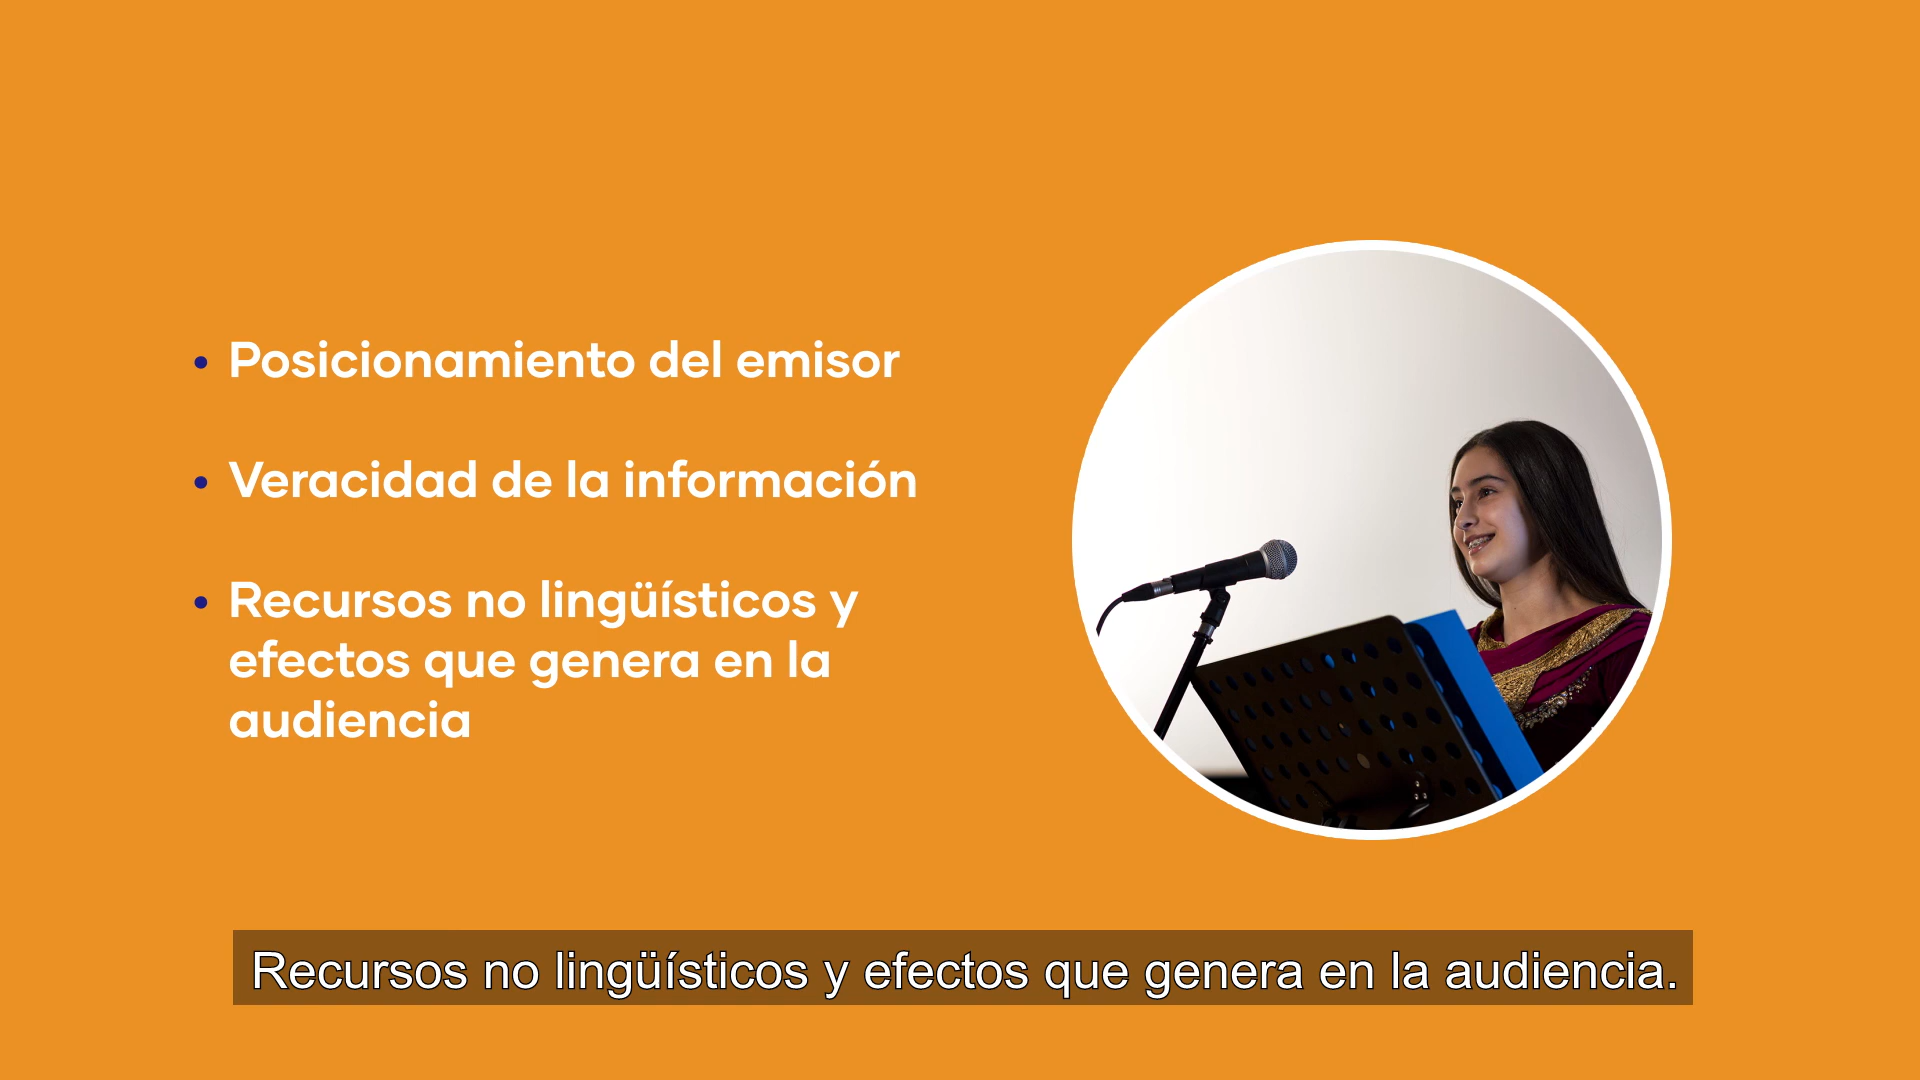 • Posicionamiento del emisor
• Veracidad de la información
• Recursos no lingüísticos y
efectos que genera en la
audiencia
Recursos no lingüísticos y efectos que genera en la audiencia.